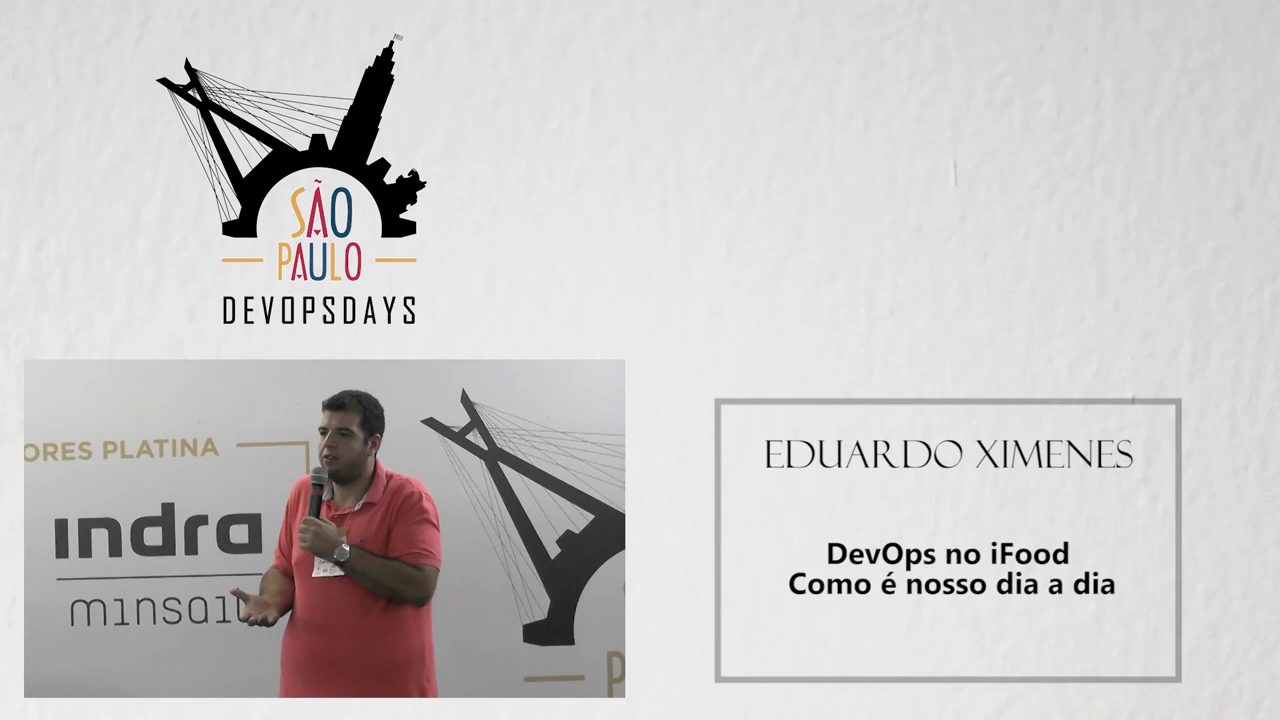 SÃO
PAULO
DEVOPSDAYS
ORES PLATINA
indra
minsait
P
EDUARDO XIMENES
DevOps no iFood
Como é nosso dia a dia